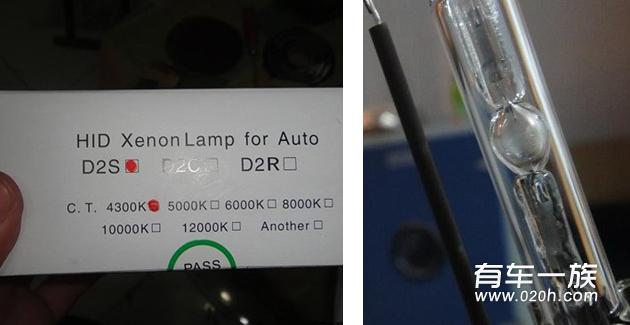 HID Xenon Lamp for Auto
D2S D2C□ D2R□
C.T. 4300K 5000K□ 6000K□ 8000K□
10000K□ 12000K□ Another□
PASS
有车一族
www.020h.com